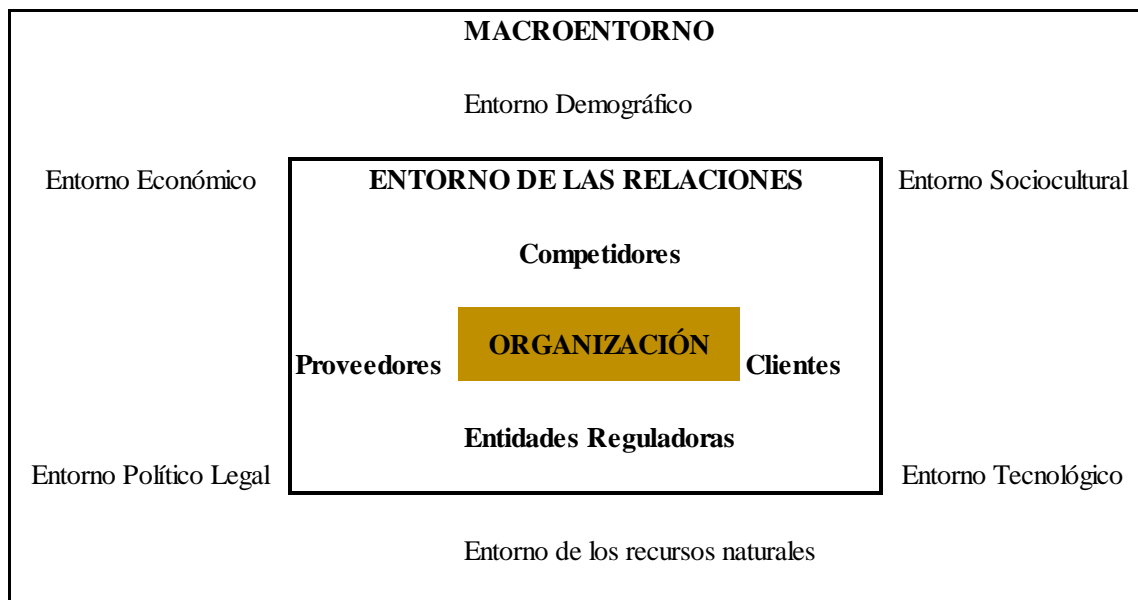 MACROENTORNO
Entorno Demográfico
Entorno Económico
ENTORNO DE LAS RELACIONES
Entorno Sociocultural
Competidores
ORGANIZACIÓN
Proveedores
Clientes
Entidades Reguladoras
Entorno Político Legal
Entorno Tecnológico
Entorno de los recursos naturales